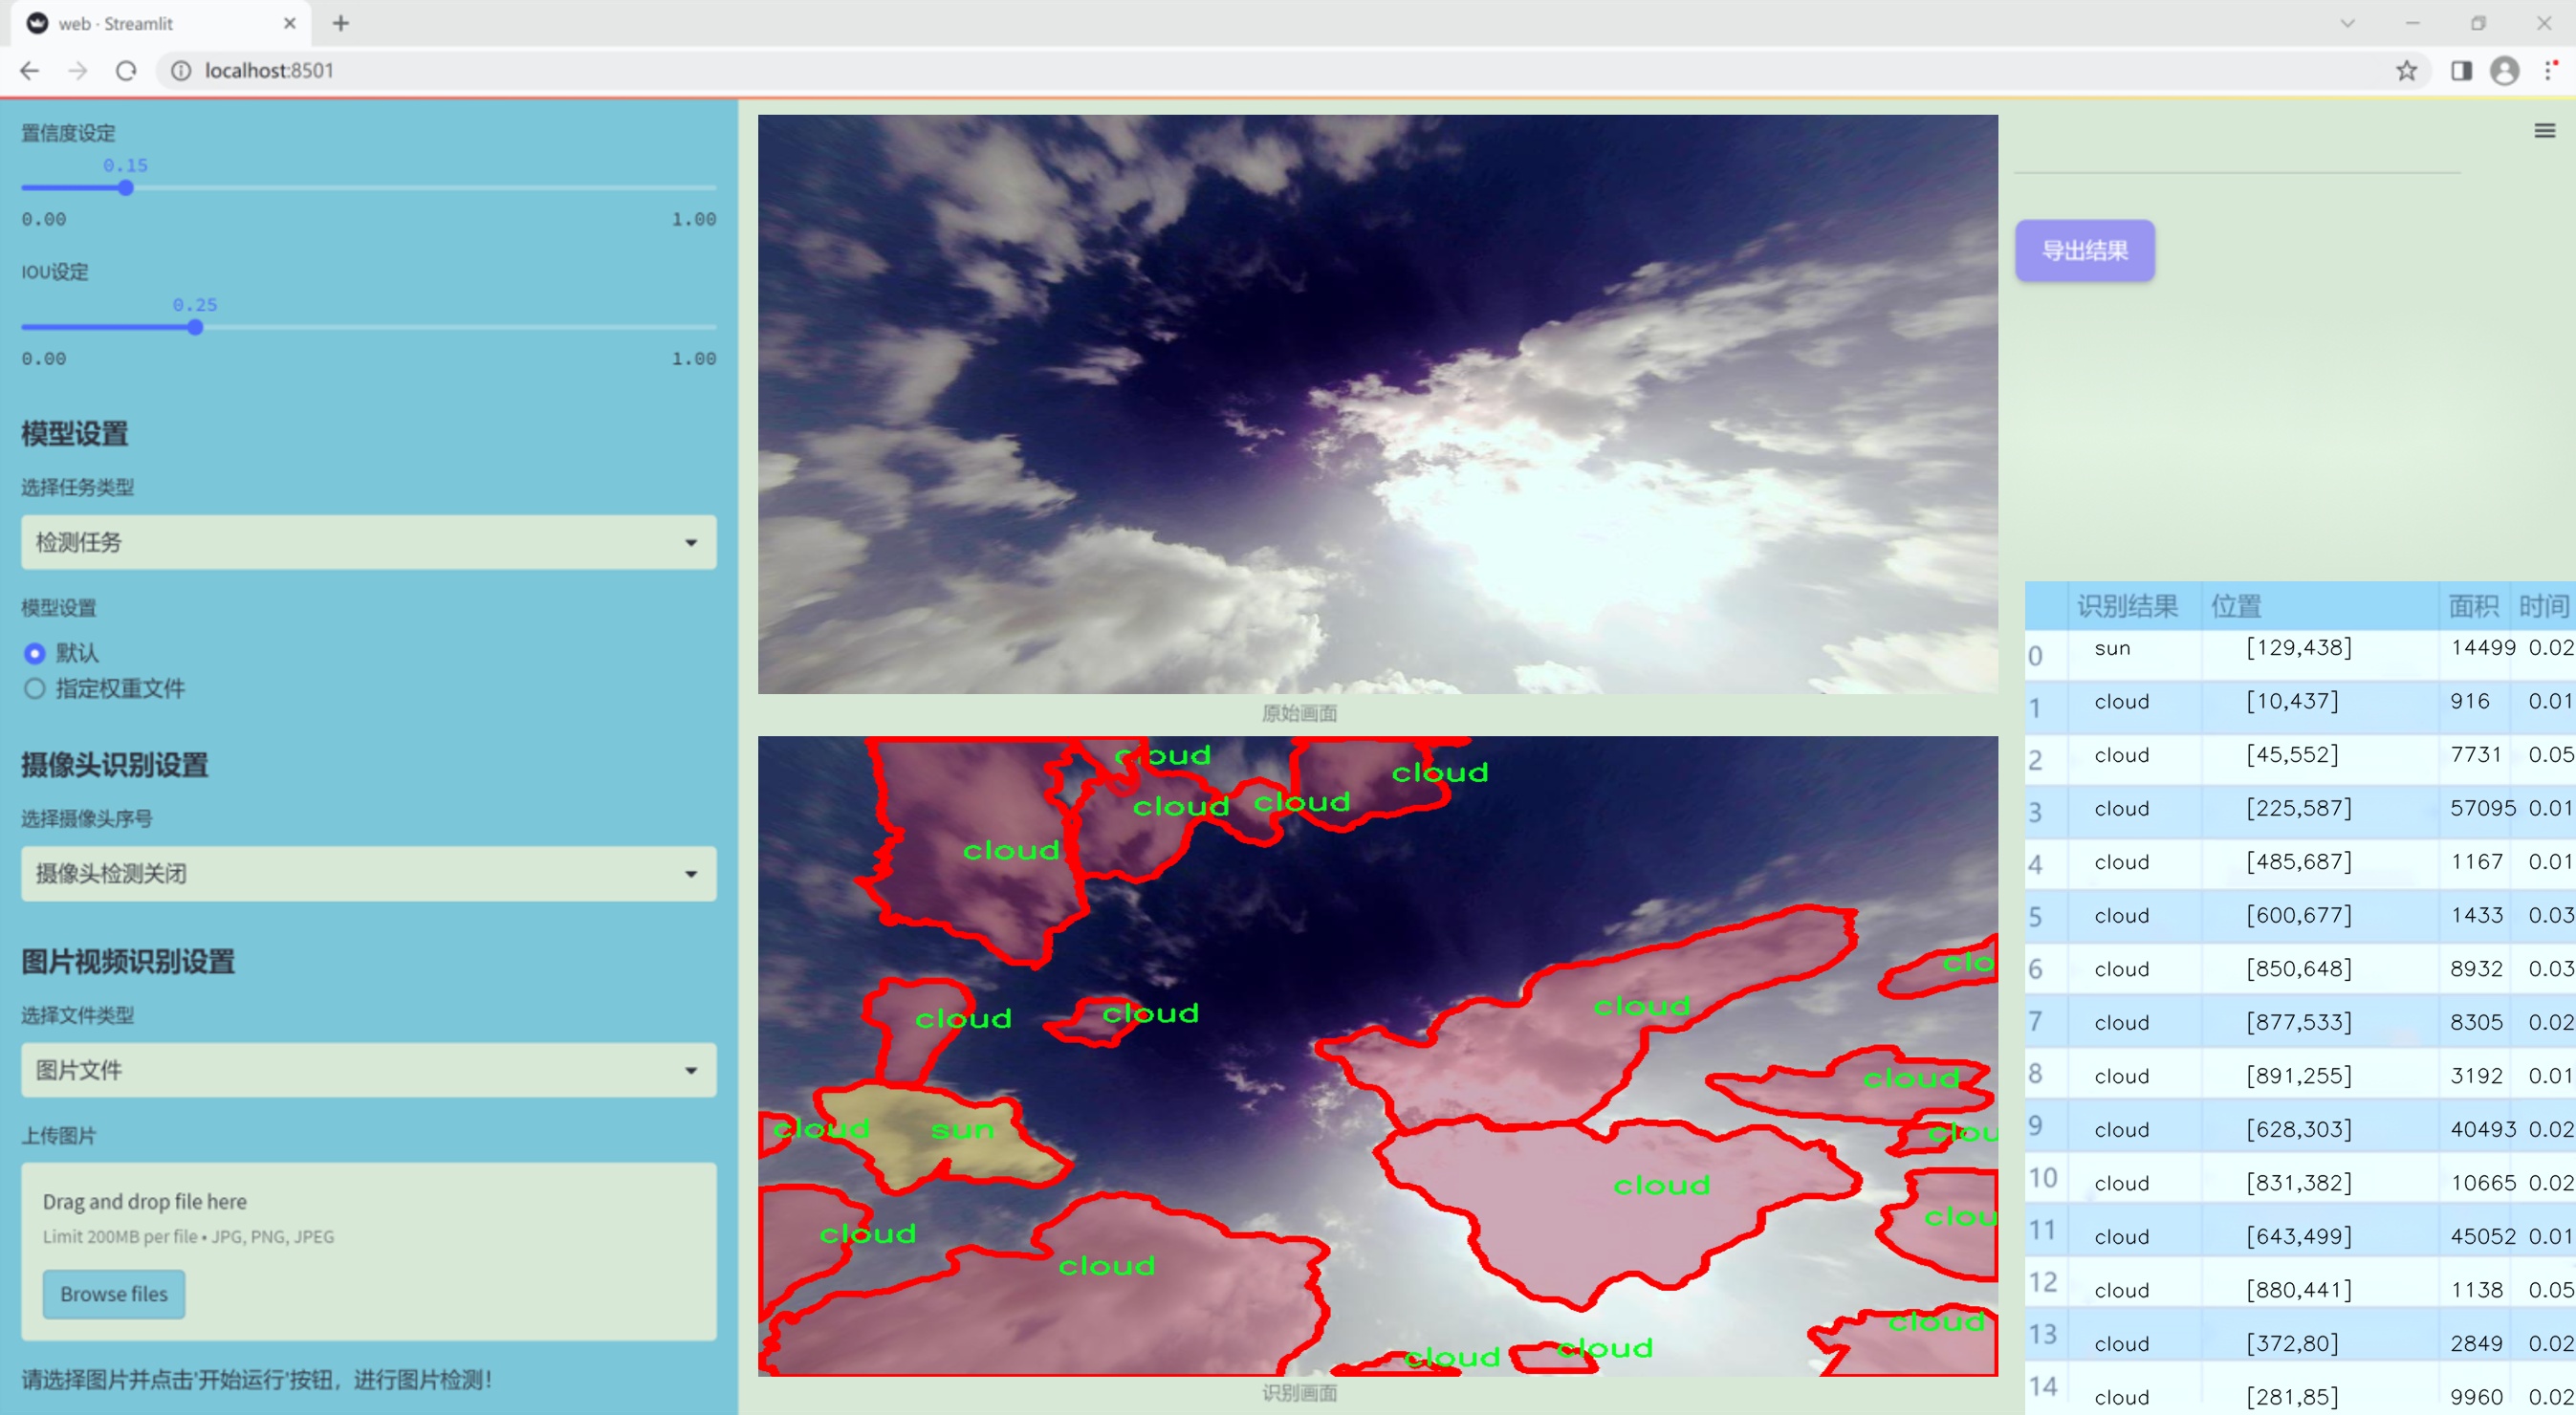 web · Streamlit
localhost:8501
置信度设定
0.15
0.00 1.00
IOU设定
0.25
0.00 1.00
模型设置
选择任务类型
检测任务
模型设置
默认
指定权重文件
摄像头识别设置
选择摄像头序号
摄像头检测关闭
图片视频识别设置
选择文件类型
图片文件
上传图片
Drag and drop file here
Limit 200MB per file • JPG, PNG, JPEG
Browse files
请选择图片并点击'开始运行'按钮，进行图片检测!
原始画面
cloud
cloud
cloud
cloud
cloud
clo
cloud
cloud
cloud
cloud
cloud
sun
clou
cloud
clou
cloud
cloud
cloud
cloud
cloud
识别画面
导出结果
识别结果 位置 面积 时间
0 sun [129,438] 14499 0.02
1 cloud [10,437] 916 0.01
2 cloud [45,552] 7731 0.05
3 cloud [225,587] 57095 0.01
4 cloud [485,687] 1167 0.01
5 cloud [600,677] 1433 0.03
6 cloud [850,648] 8932 0.03
7 cloud [877,533] 8305 0.02
8 cloud [891,255] 3192 0.01
9 cloud [628,303] 40493 0.02
10 cloud [831,382] 10665 0.02
11 cloud [643,499] 45052 0.01
12 cloud [880,441] 1138 0.05
13 cloud [372,80] 2849 0.02
14 cloud [281,85] 9960 0.02